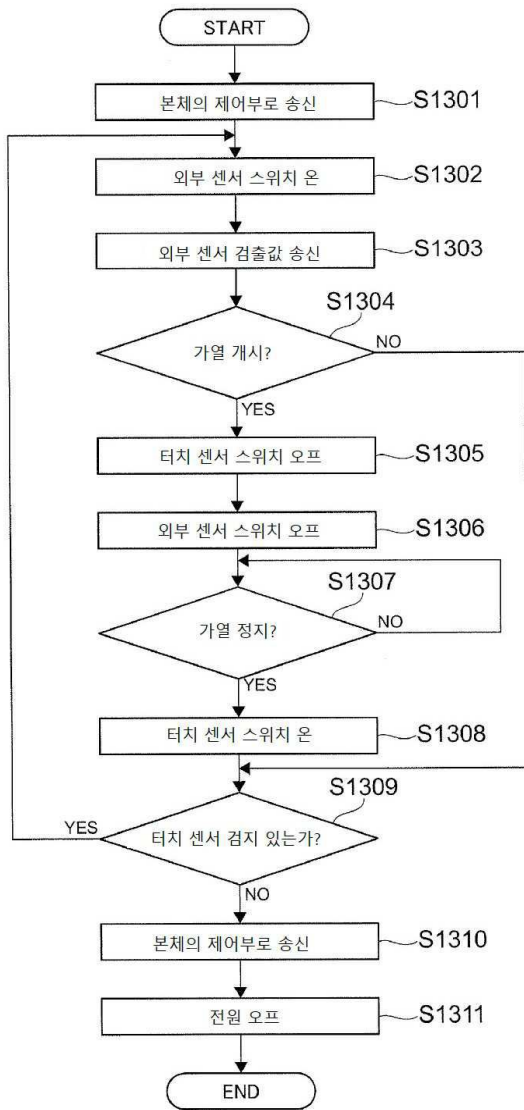 START
본체의 제어부로 송신
S1301
외부 센서 스위치 온
S1302
외부 센서 검출값 송신
S1303
S1304
가열 개시?
NO
YES
터치 센서 스위치 오프
S1305
외부 센서 스위치 오프
S1306
S1307
가열 정지?
NO
YES
터치 센서 스위치 온
S1308
S1309
YES
터치 센서 검지 있는가?
NO
본체의 제어부로 송신
S1310
전원 오프
S1311
END